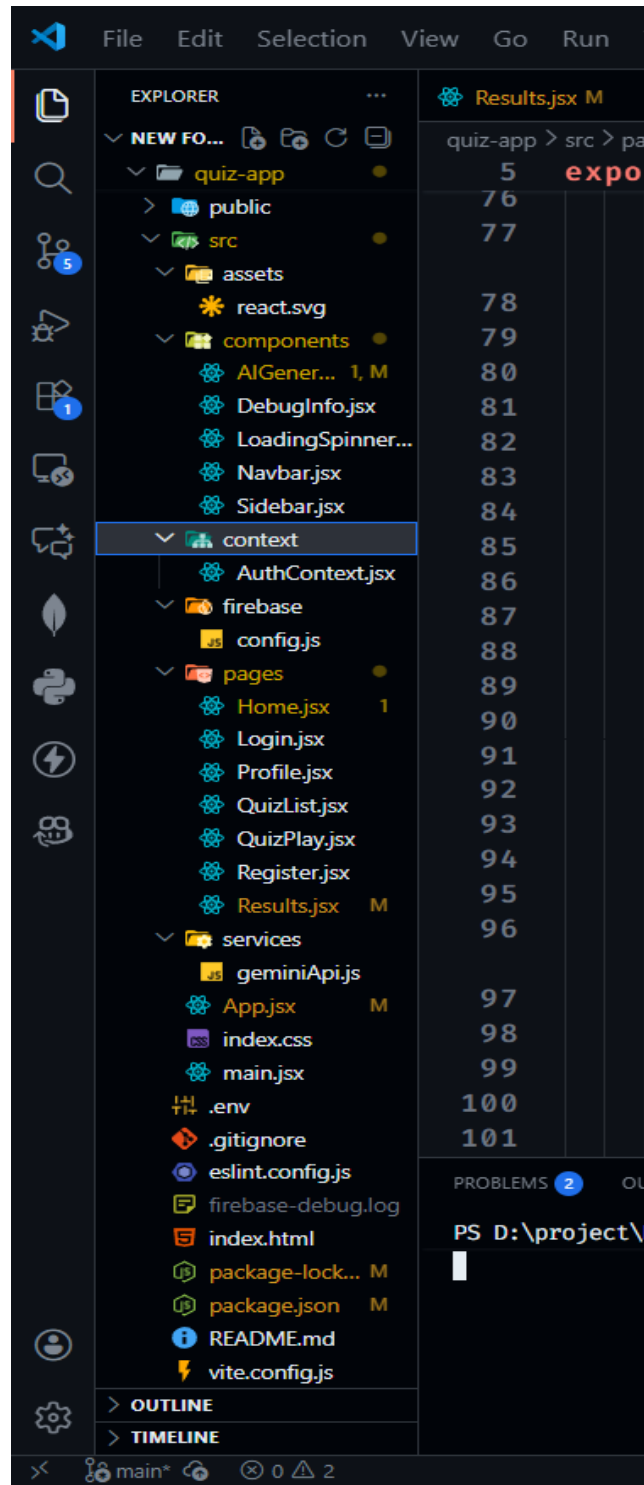 File Edit Selection View Go Run
EXPLORER ···
Results.jsx M
NEW FO...
quiz-app > src > pa
quiz-app
5 expo
public
76
src
77
assets
react.svg
78
components
79
AIGener... 1, M
80
DebugInfo.jsx
81
LoadingSpinner...
82
Navbar.jsx
83
Sidebar.jsx
84
context
85
AuthContext.jsx
86
firebase
87
config.js
88
pages
89
Home.jsx 1
90
Login.jsx
91
Profile.jsx
92
QuizList.jsx
93
QuizPlay.jsx
94
Register.jsx
95
Results.jsx M
96
services
geminiApi.js
97
App.jsx M
98
index.css
99
main.jsx
100
.env
101
.gitignore
eslint.config.js
PROBLEMS 2 OU
firebase-debug.log
PS D:\project\
index.html
package-lock... M
package.json M
README.md
vite.config.js
OUTLINE
TIMELINE
main* 0 2
5
1
JS
JS
CSS